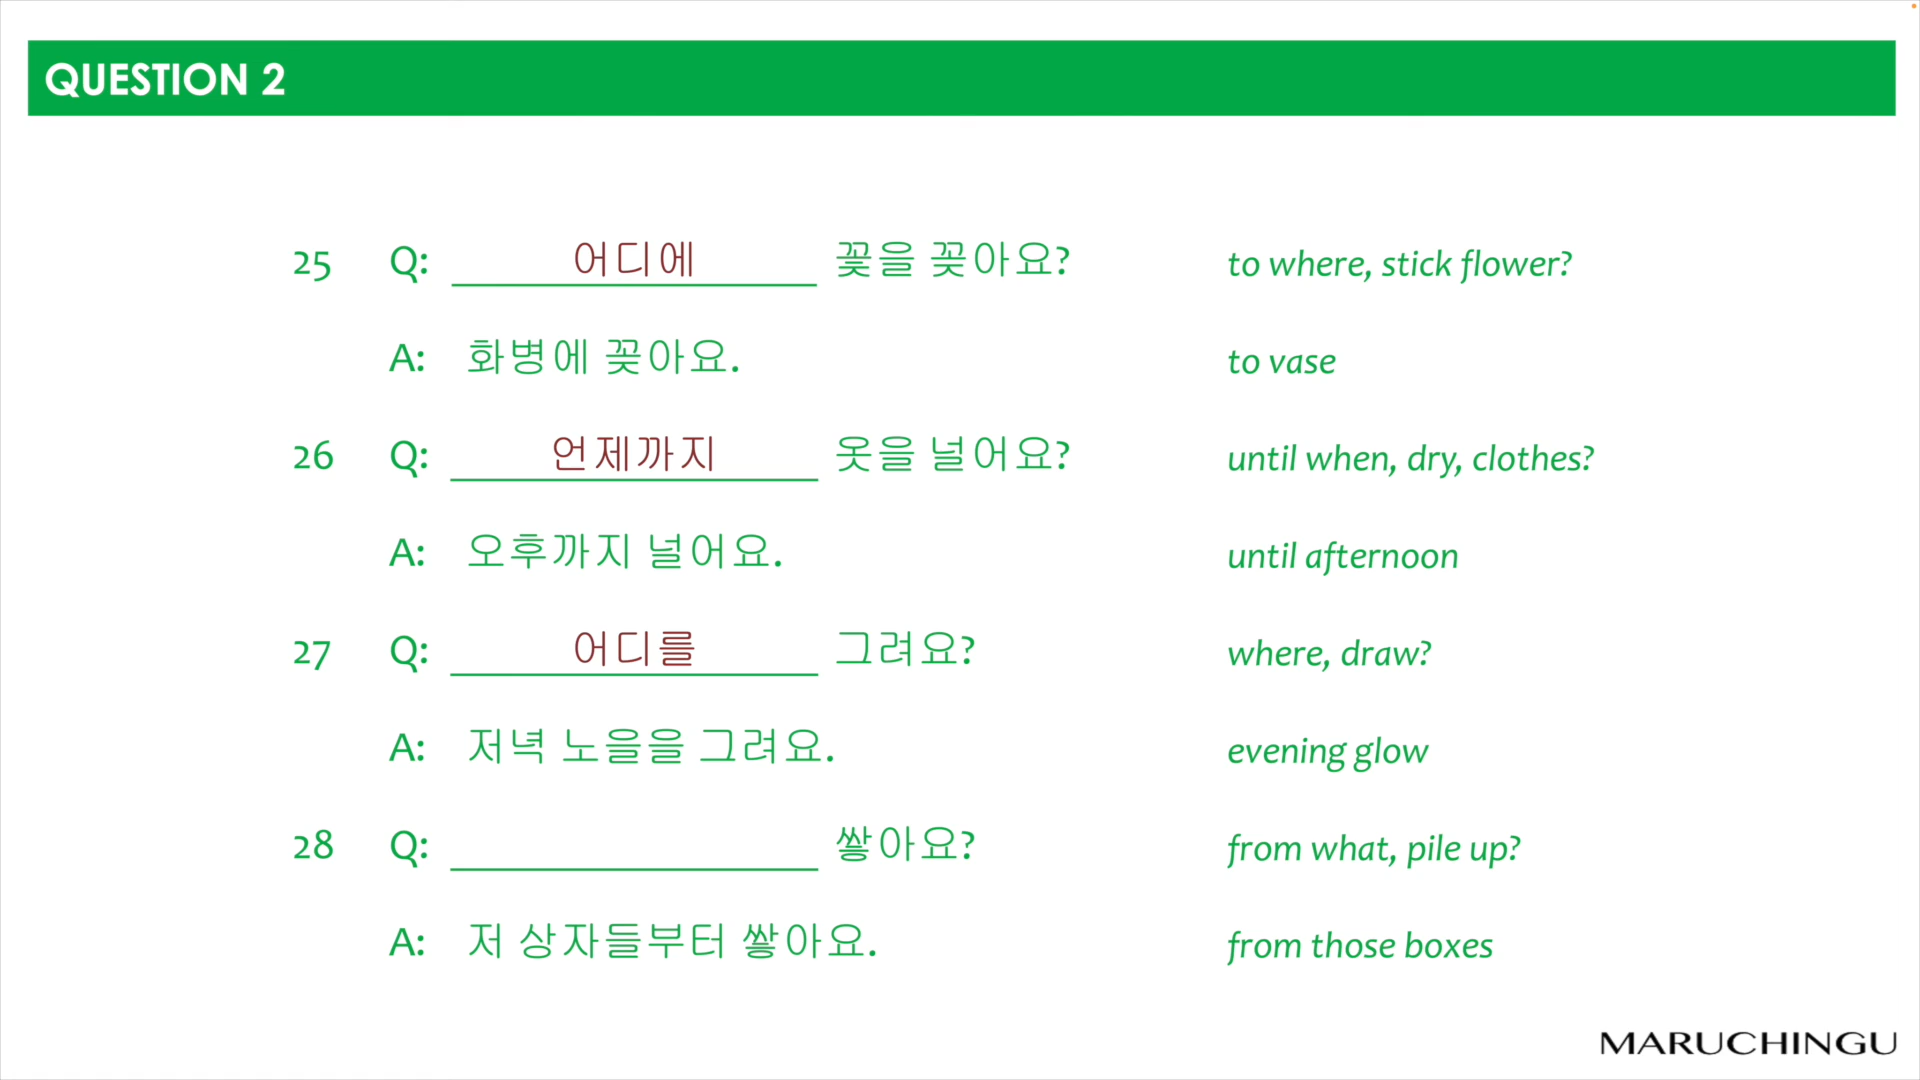 QUESTION 2
25 Q: 어디에 꽃을 꽂아요? to where, stick flower?
A: 화병에 꽂아요. to vase
26 Q: 언제까지 옷을 널어요? until when, dry, clothes?
A: 오후까지 널어요. until afternoon
27 Q: 어디를 그려요? where, draw?
A: 저녁 노을을 그려요. evening glow
28 Q: 쌓아요? from what, pile up?
A: 저 상자들부터 쌓아요. from those boxes
MARUCHINGU